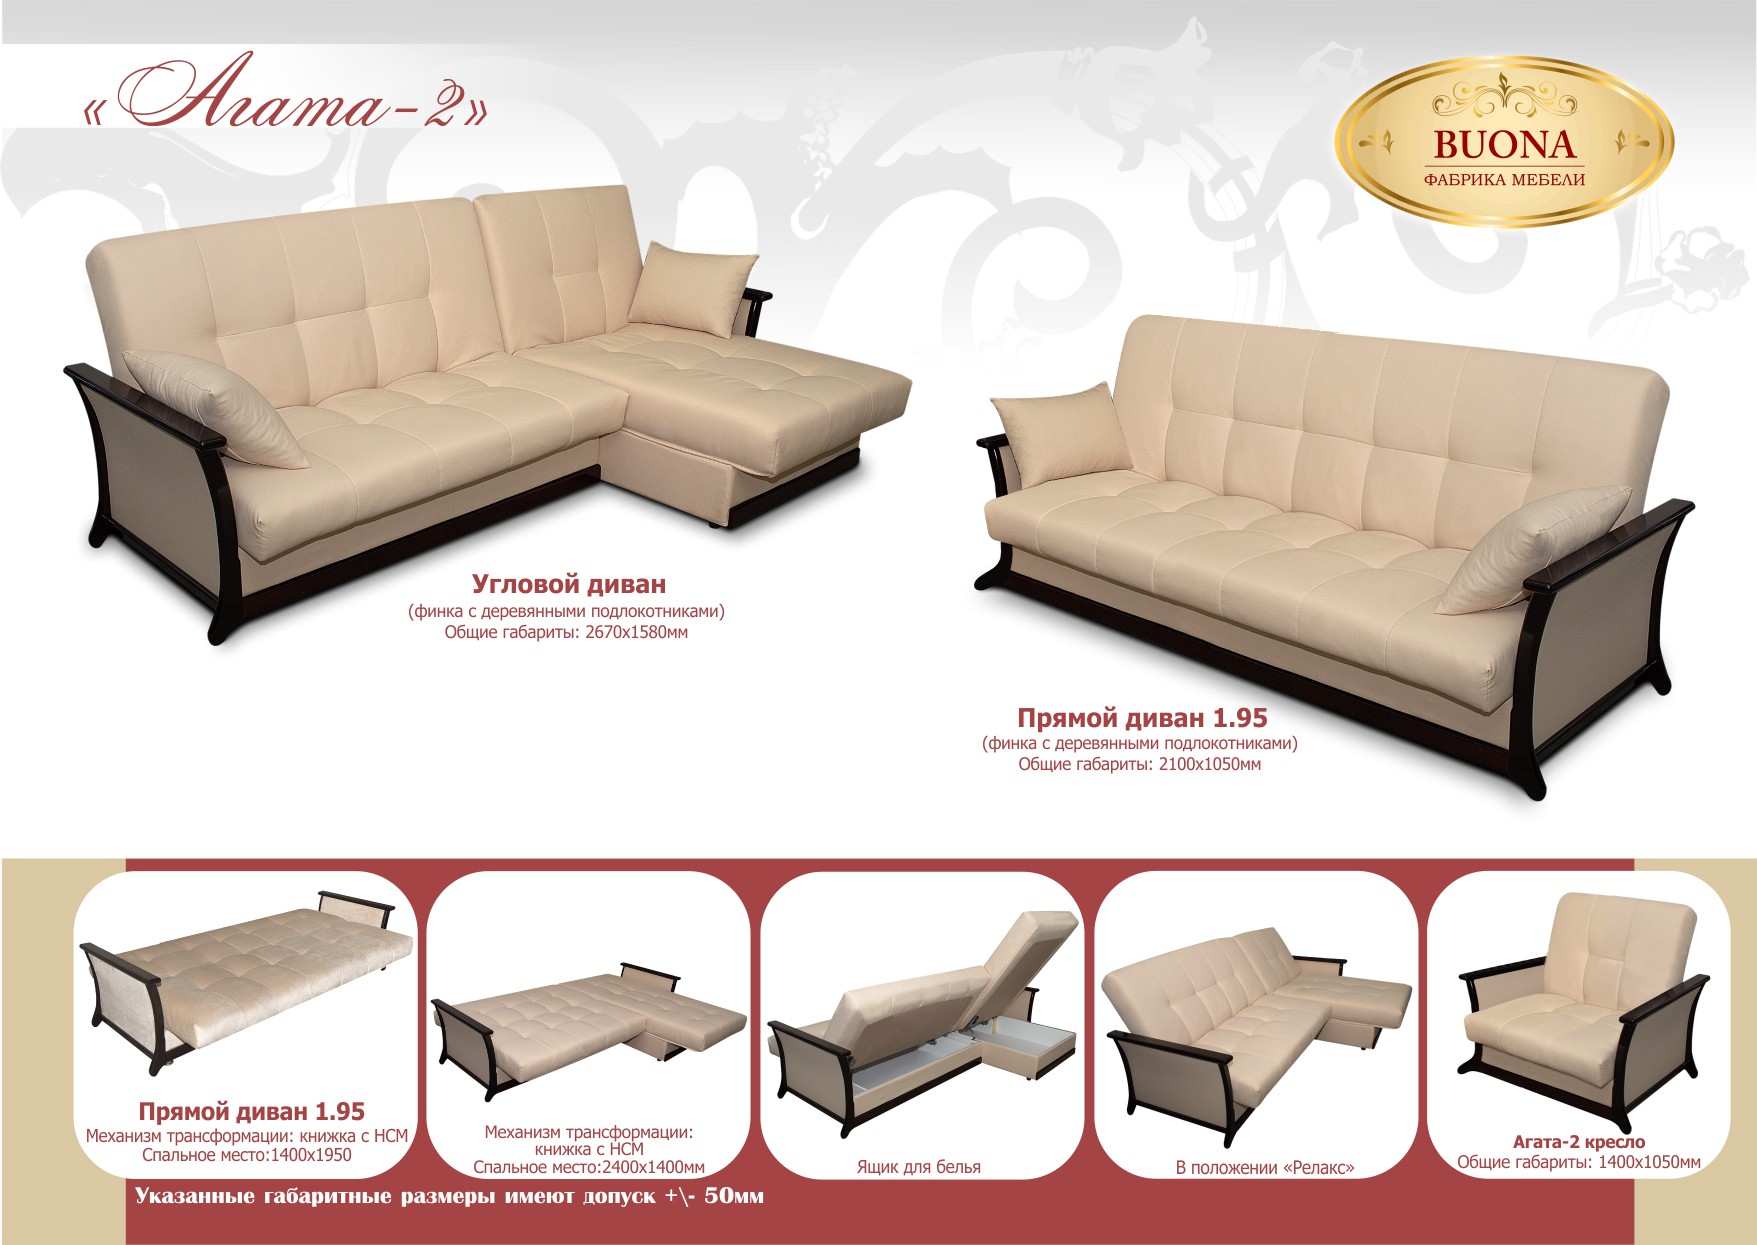 «Агата-2»
BUONA
ФАБРИКА МЕБЕЛИ
Угловой диван
(финка с деревянными подлокотниками)
Общие габариты: 2670х1580мм
Прямой диван 1.95
(финка с деревянными подлокотниками)
Общие габариты: 2100х1050мм
Прямой диван 1.95
Механизм трансформации: книжка с НСМ
Спальное место:1400х1950
Механизм трансформации:
книжка с НСМ
Спальное место:2400х1400мм
Ящик для белья
В положении «Релакс»
Агата-2 кресло
Общие габариты: 1400х1050мм
Указанные габаритные размеры имеют допуск +\- 50мм